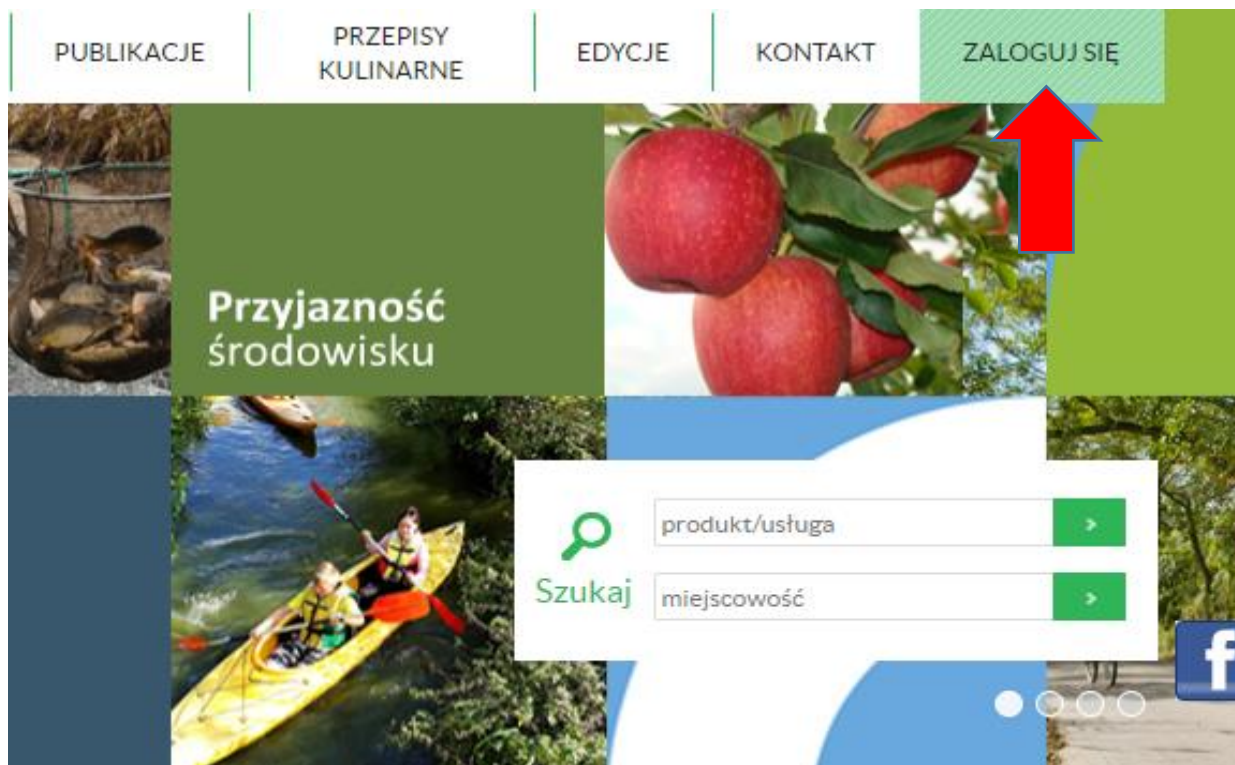 PUBLIKACJE
PRZEPISY
KULINARNE
EDYCJE
KONTAKT
ZALOGUJ SIĘ
Przyjazność
środowisku
Szukaj
produkt/usługa
miejscowość
f